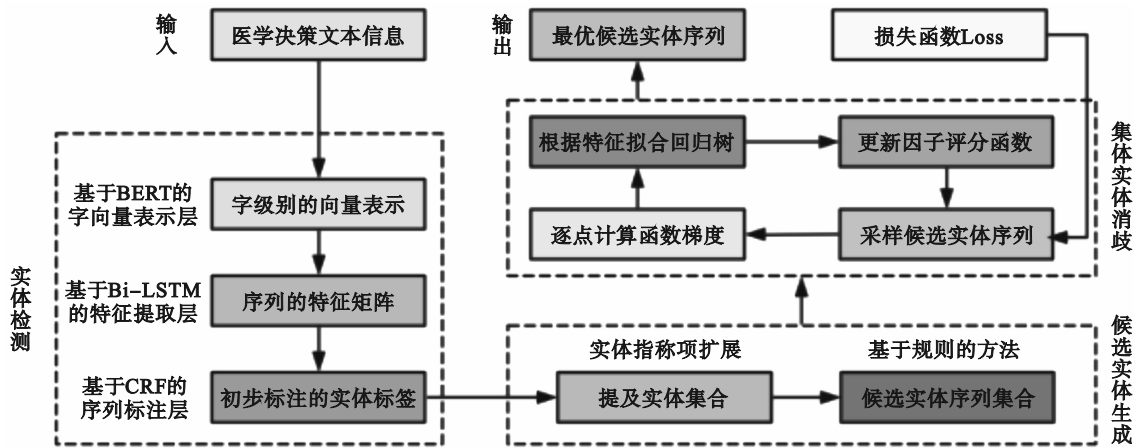 输入
医学决策文本信息
实体检测
基于BERT的
字向量表示层
字级别的向量表示
基于Bi-LSTM
的特征提取层
序列的特征矩阵
基于CRF的
序列标注层
初步标注的实体标签
输出
最优候选实体序列
损失函数Loss
根据特征拟合回归树
更新因子评分函数
逐点计算函数梯度
采样候选实体序列
集体实体消歧
实体指称项扩展
基于规则的方法
提及实体集合
候选实体序列集合
候选实体生成